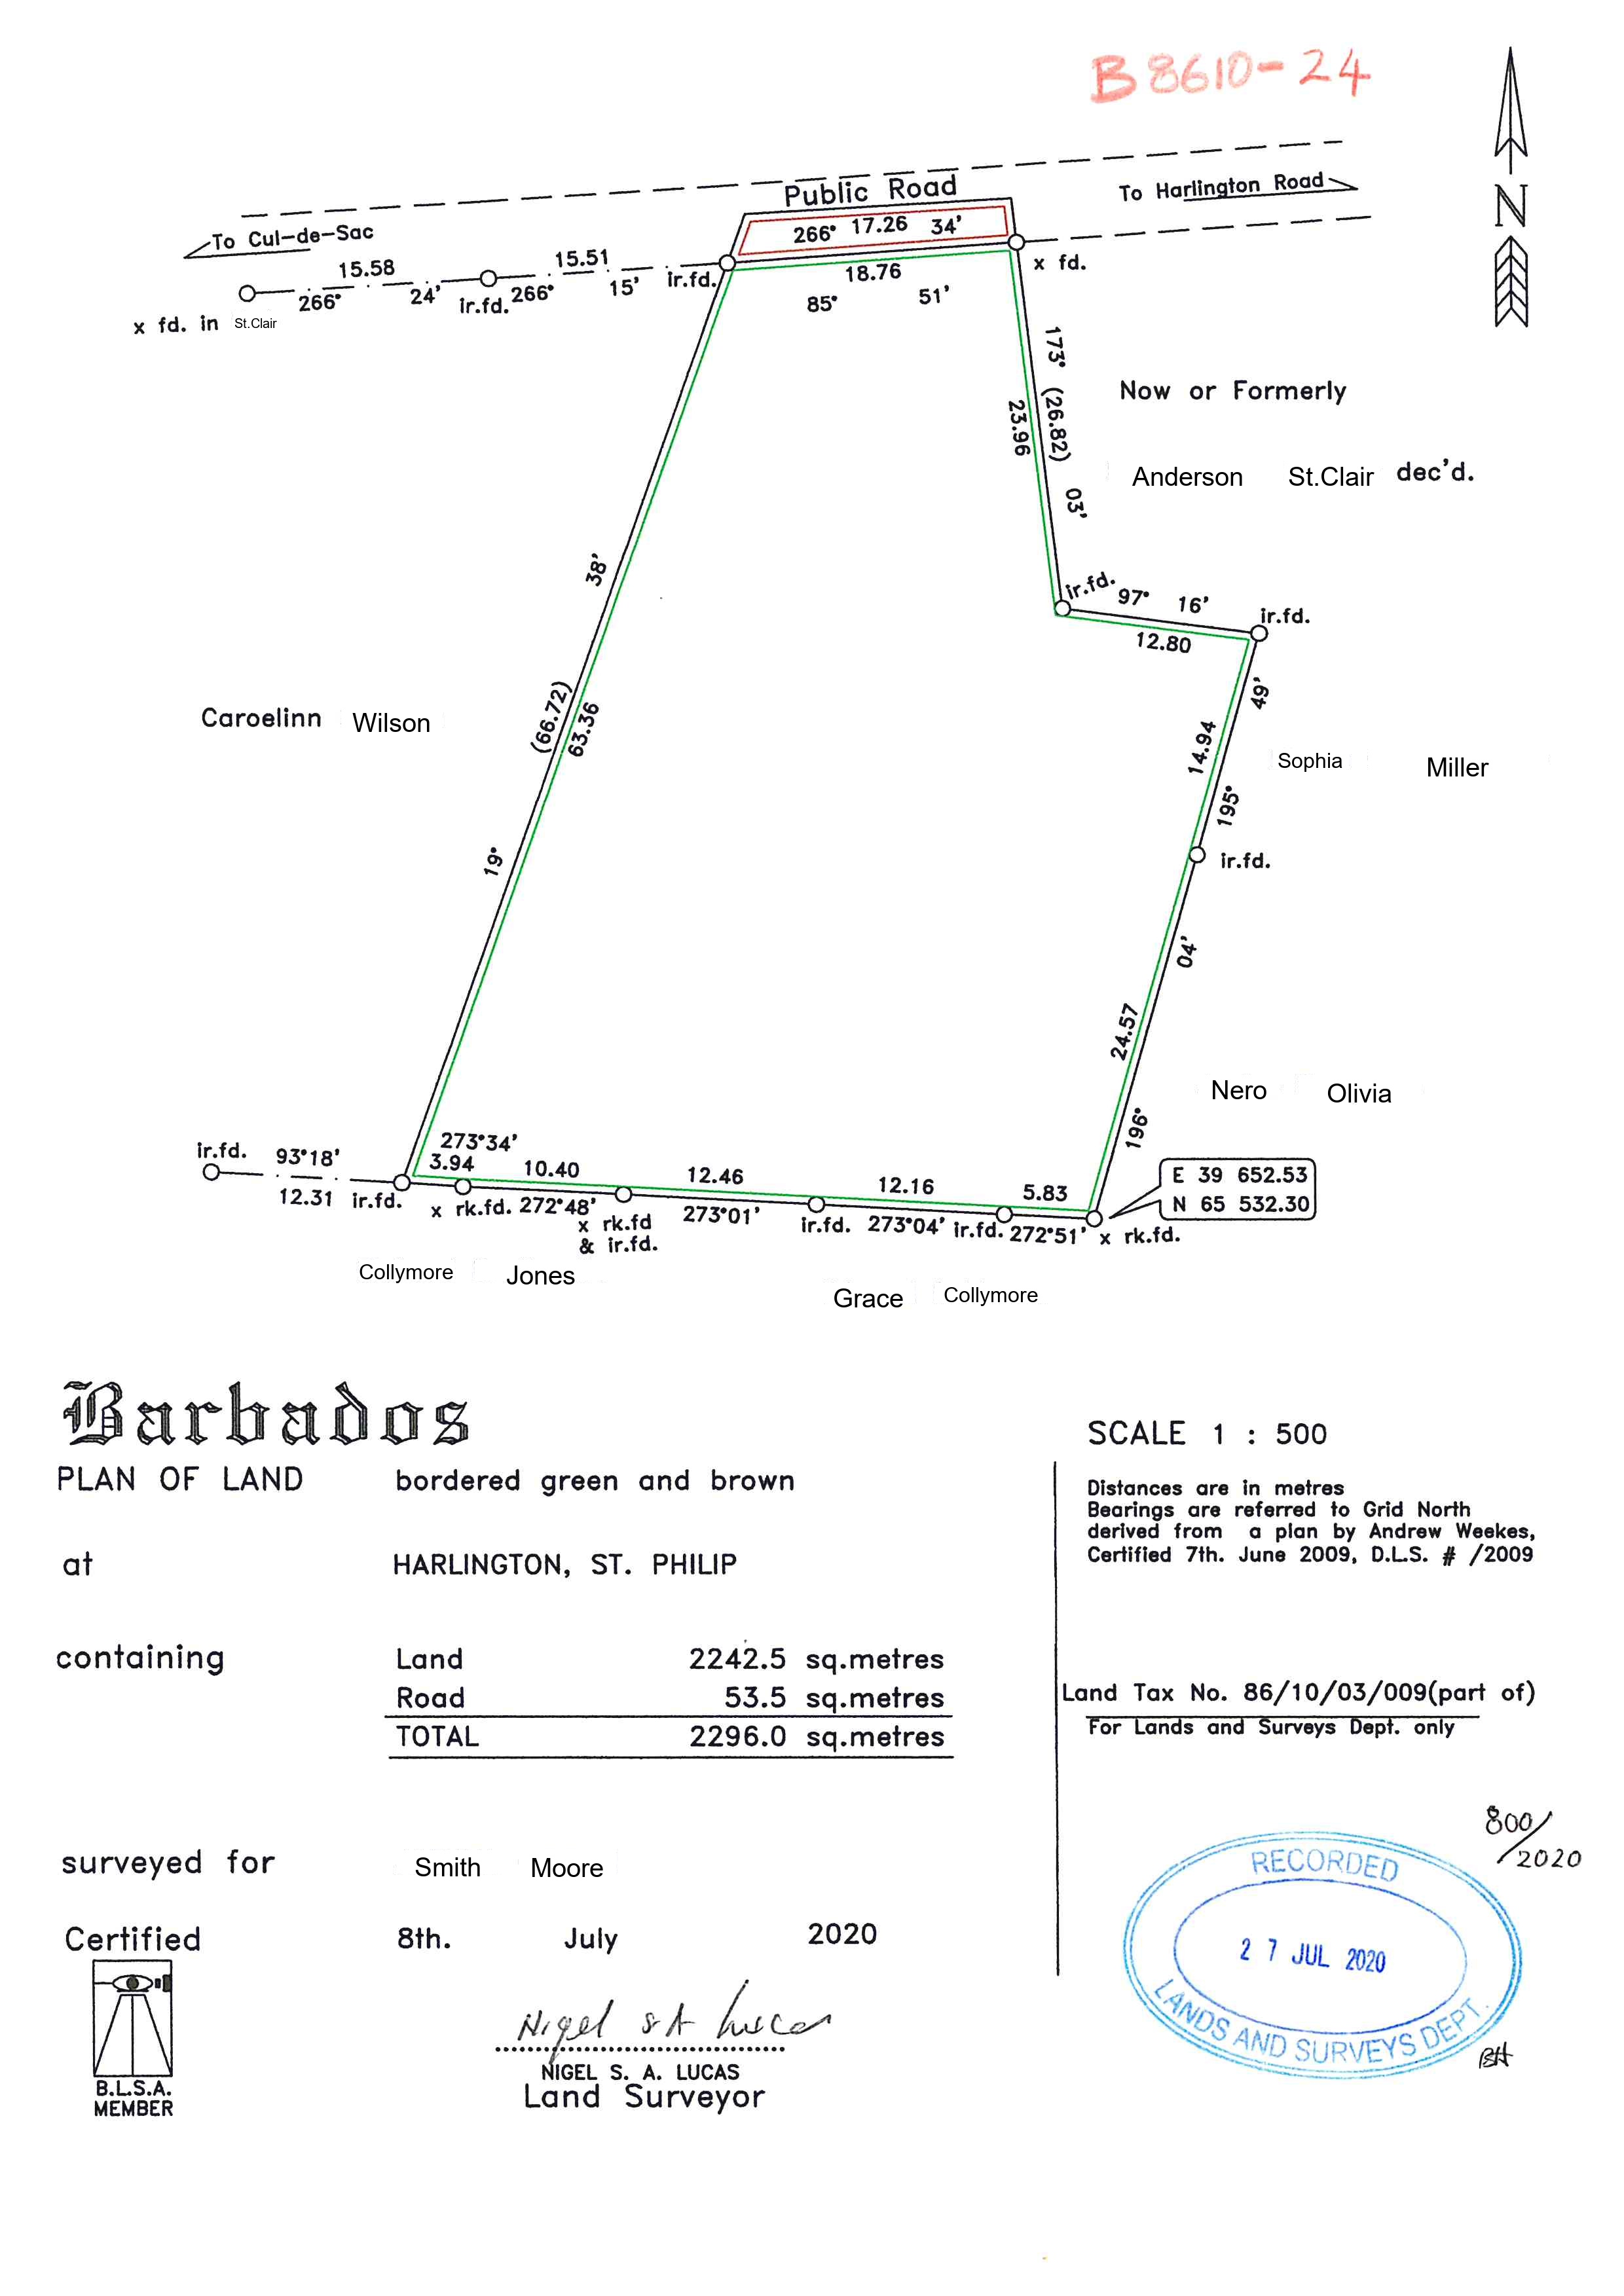 B 8610-24
N
Public Road
To Harlington Road
To Cul-de-Sac
266° 17.26 34'
15.58
266° 24'
15.51
266° 15'
ir.fd.
ir.fd.
x fd.
18.76
85° 51'
x fd. in St.Clair
173° (26.82) 03'
23.96
Now or Formerly
Anderson St.Clair dec'd.
ir.fd.
97° 16'
12.80
ir.fd.
19° (66.72) 38'
63.36
Caroelinn Wilson
195° 49'
14.94
Sophia Miller
ir.fd.
196° 04'
24.57
Nero Olivia
E 39 652.53
N 65 532.30
ir.fd.
93°18'
12.31
ir.fd.
273°34'
3.94
x rk.fd.
10.40
272°48'
x rk.fd
& ir.fd.
12.46
273°01'
ir.fd.
12.16
273°04'
ir.fd.
5.83
272°51'
x rk.fd.
Collymore Jones
Grace Collymore
Barbados
PLAN OF LAND bordered green and brown
at HARLINGTON, ST. PHILIP
containing Land 2242.5 sq.metres
Road 53.5 sq.metres
TOTAL 2296.0 sq.metres
surveyed for Smith Moore
Certified 8th. July 2020
Nigel S A Lucas
NIGEL S. A. LUCAS
Land Surveyor
B.L.S.A.
MEMBER
SCALE 1 : 500
Distances are in metres
Bearings are referred to Grid North
derived from a plan by Andrew Weekes,
Certified 7th. June 2009, D.L.S. # /2009
Land Tax No. 86/10/03/009(part of)
For Lands and Surveys Dept. only
800/2020
RECORDED
27 JUL 2020
LANDS AND SURVEYS DEPT.
BH